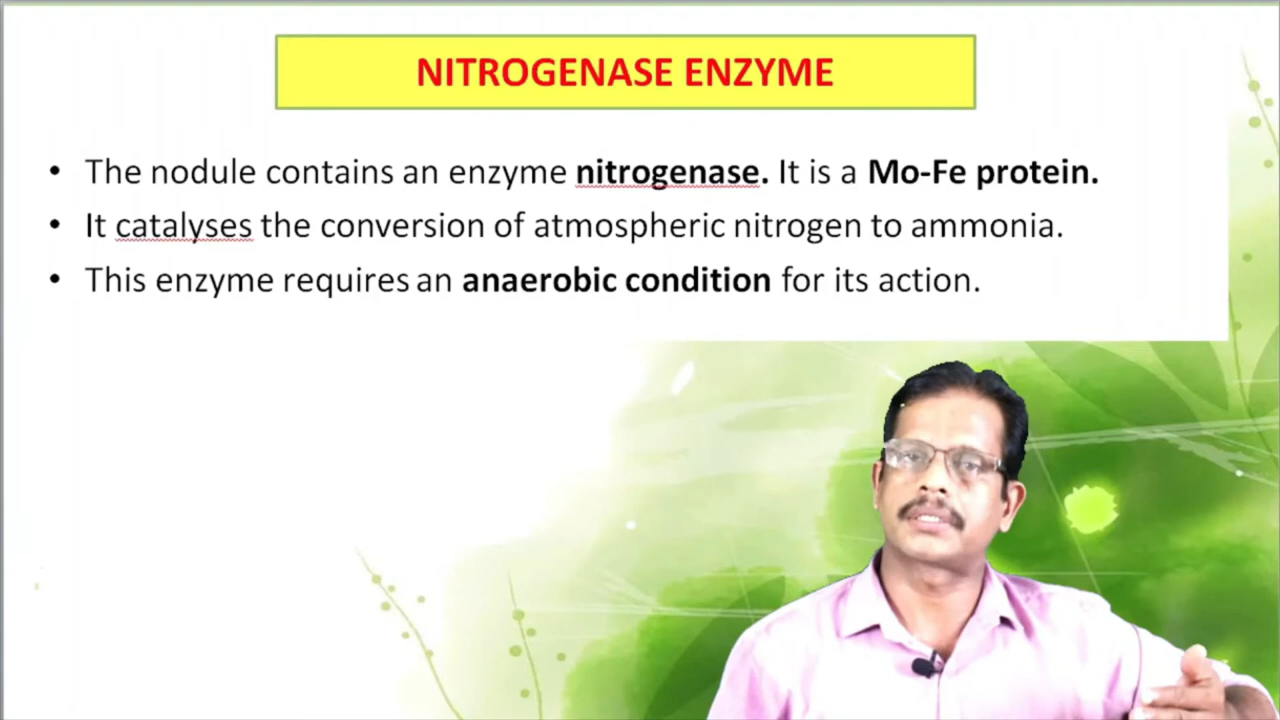 NITROGENASE ENZYME
• The nodule contains an enzyme nitrogenase. It is a Mo-Fe protein.
• It catalyses the conversion of atmospheric nitrogen to ammonia.
• This enzyme requires an anaerobic condition for its action.